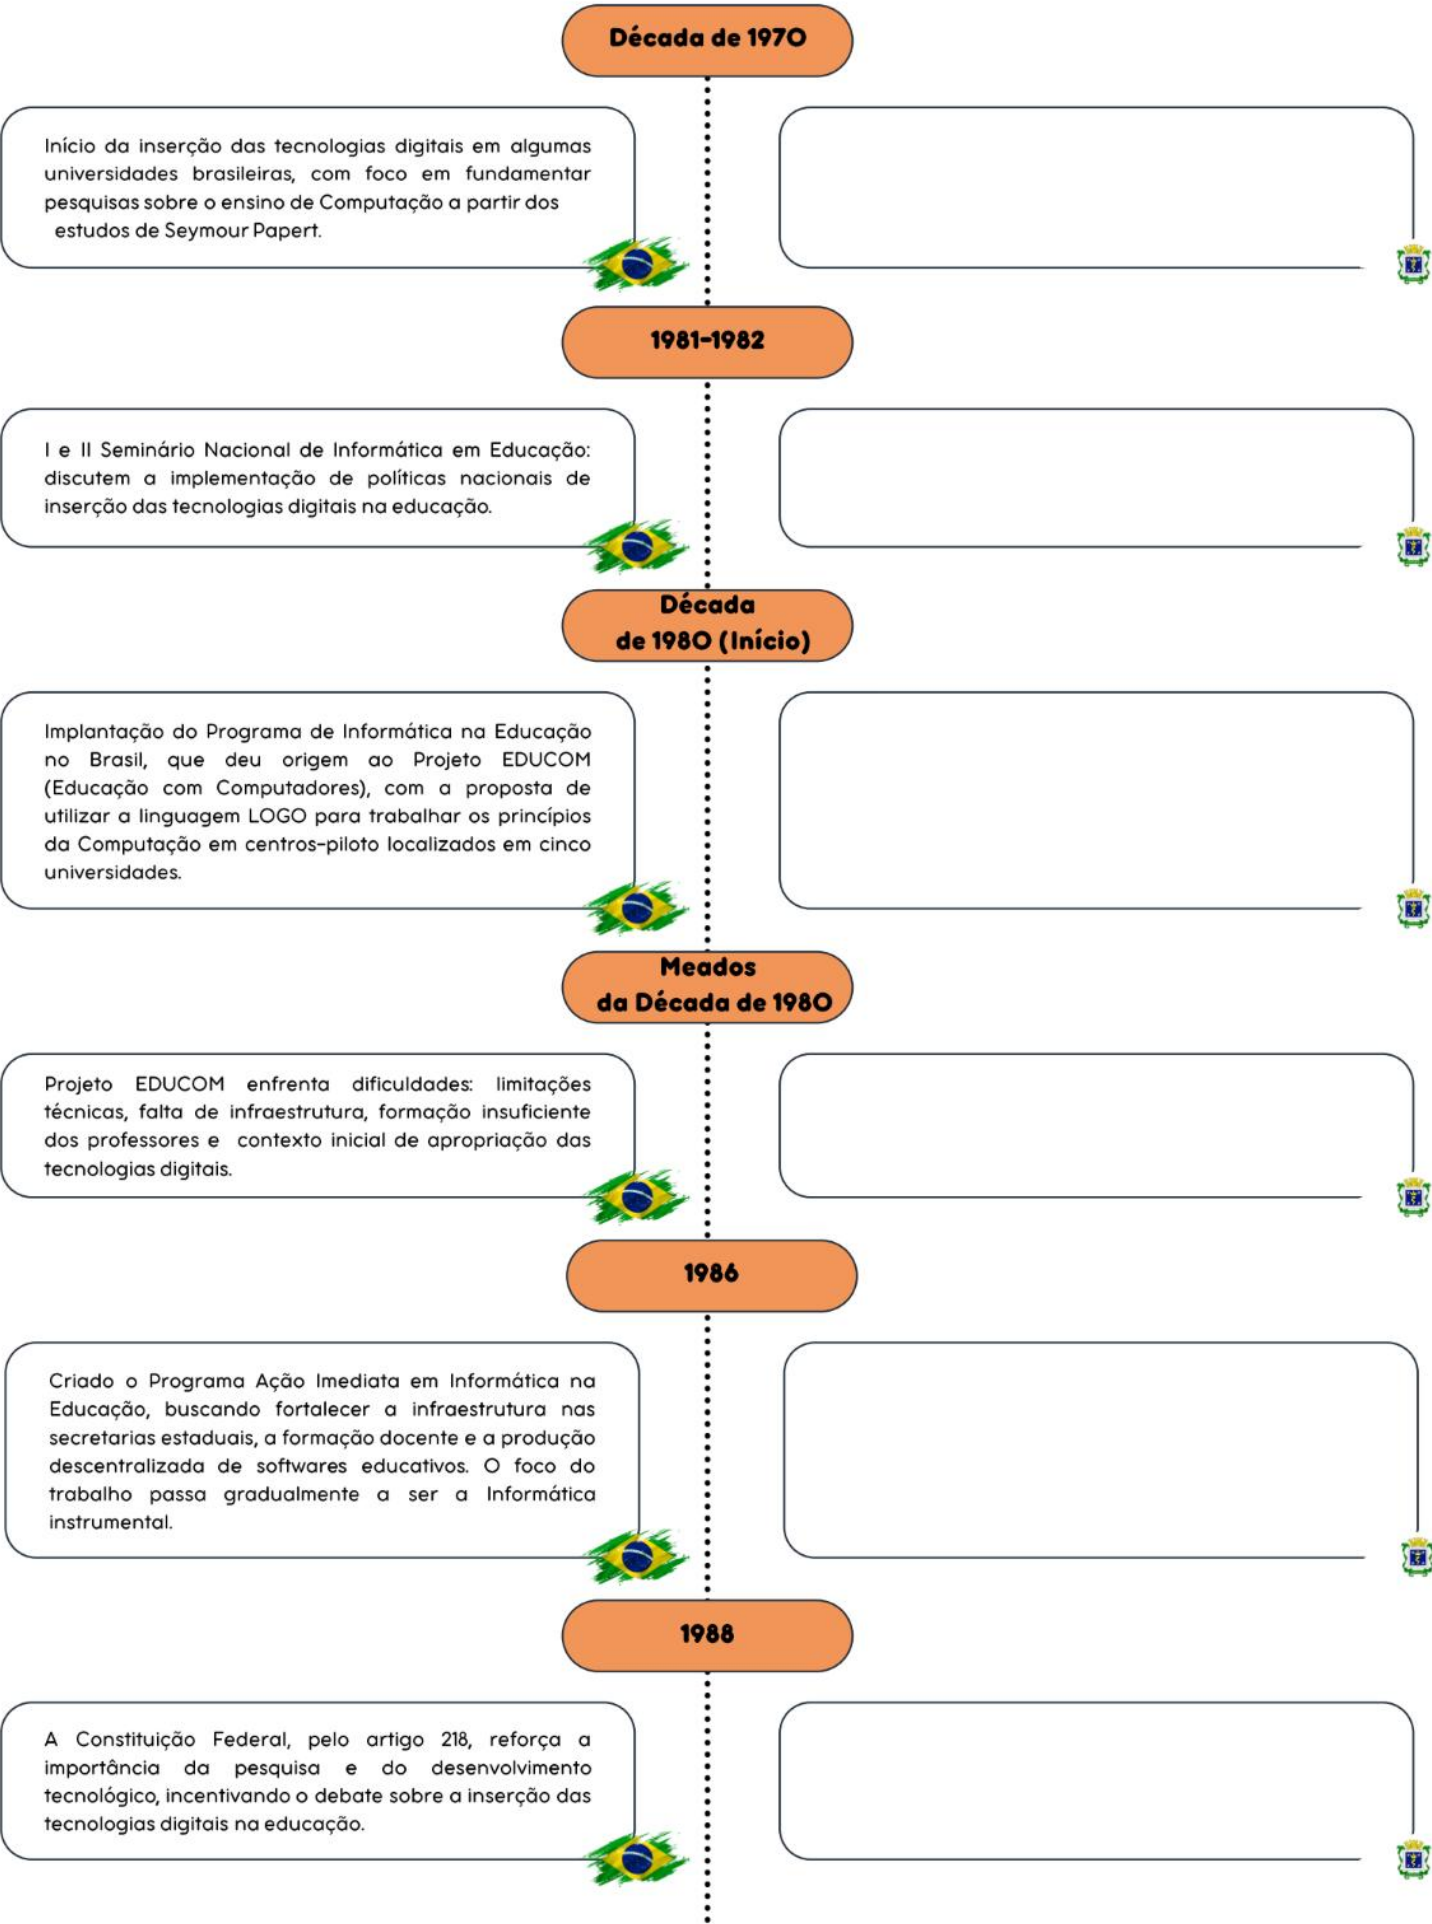 Década de 1970
Início da inserção das tecnologias digitais em algumas
universidades brasileiras, com foco em fundamentar
pesquisas sobre o ensino de Computação a partir dos
estudos de Seymour Papert.
1981-1982
I e II Seminário Nacional de Informática em Educação:
discutem a implementação de políticas nacionais de
inserção das tecnologias digitais na educação.
Década
de 1980 (Início)
Implantação do Programa de Informática na Educação
no Brasil, que deu origem ao Projeto EDUCOM
(Educação com Computadores), com a proposta de
utilizar a linguagem LOGO para trabalhar os princípios
da Computação em centros-piloto localizados em cinco
universidades.
Meados
da Década de 1980
Projeto EDUCOM enfrenta dificuldades: limitações
técnicas, falta de infraestrutura, formação insuficiente
dos professores e contexto inicial de apropriação das
tecnologias digitais.
1986
Criado o Programa Ação Imediata em Informática na
Educação, buscando fortalecer a infraestrutura nas
secretarias estaduais, a formação docente e a produção
descentralizada de softwares educativos. O foco do
trabalho passa gradualmente a ser a Informática
instrumental.
1988
A Constituição Federal, pelo artigo 218, reforça a
importância da pesquisa e do desenvolvimento
tecnológico, incentivando o debate sobre a inserção das
tecnologias digitais na educação.